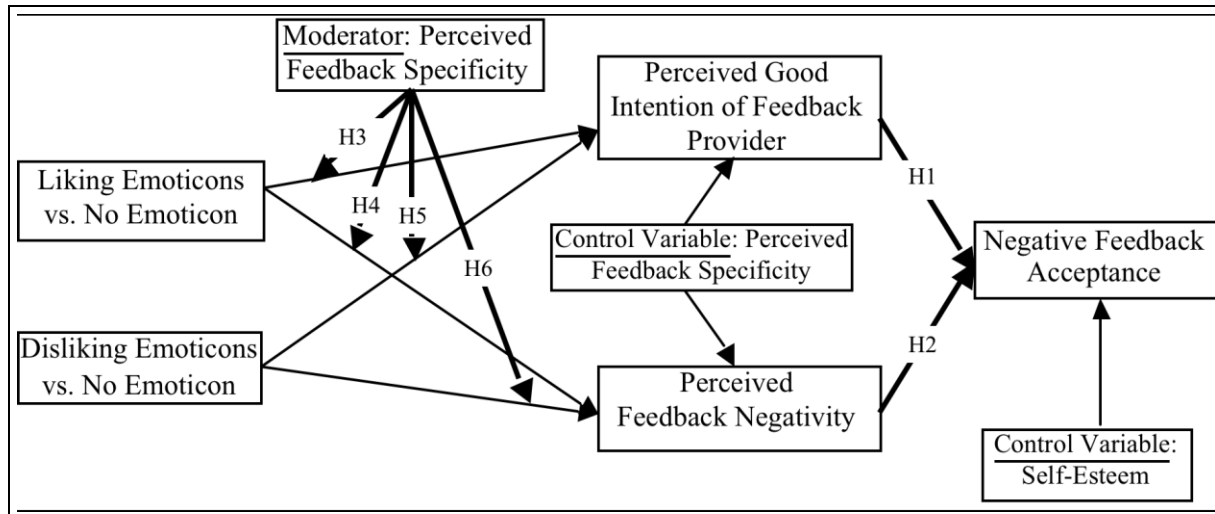 Moderator: Perceived
Feedback Specificity
Perceived Good
Intention of Feedback
Provider
H3
H1
Liking Emoticons
vs. No Emoticon
H4
H5
Control Variable: Perceived
Feedback Specificity
Negative Feedback
Acceptance
H6
Disliking Emoticons
vs. No Emoticon
H2
Perceived
Feedback Negativity
Control Variable:
Self-Esteem